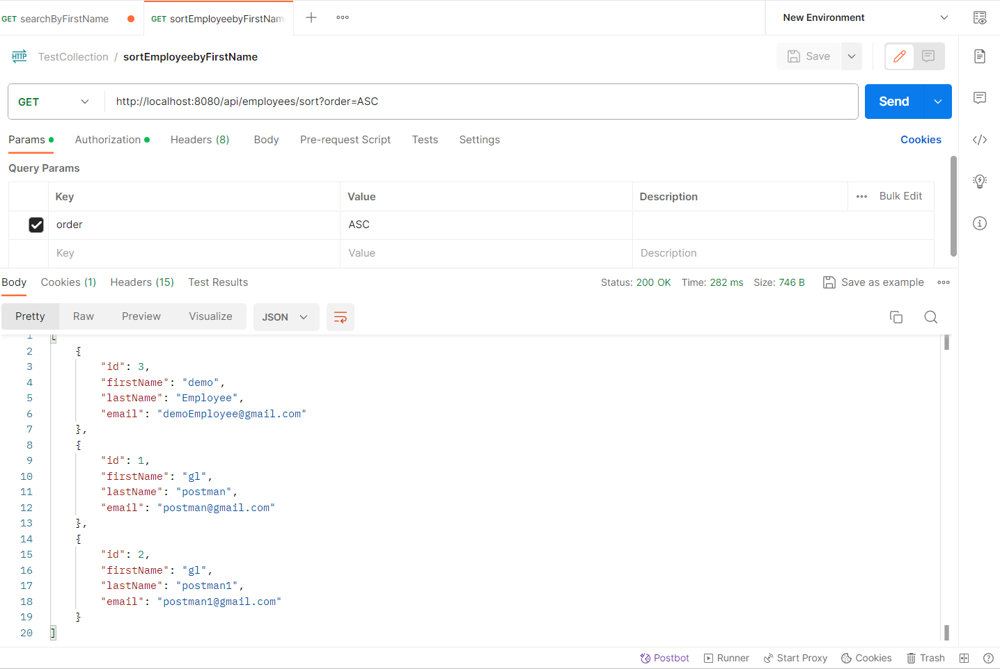 GET searchByFirstName GET sortEmployeebyFirstNam New Environment
HTTP TestCollection / sortEmployeebyFirstName Save
GET http://localhost:8080/api/employees/sort?order=ASC Send
Params Authorization Headers (8) Body Pre-request Script Tests Settings Cookies
Query Params
Key Value Description Bulk Edit
order ASC
Key Value Description
Body Cookies (1) Headers (15) Test Results Status: 200 OK Time: 282 ms Size: 746 B Save as example
Pretty Raw Preview Visualize JSON
1 [
2 {
3 "id": 3,
4 "firstName": "demo",
5 "lastName": "Employee",
6 "email": "demoEmployee@gmail.com"
7 },
8 {
9 "id": 1,
10 "firstName": "gl",
11 "lastName": "postman",
12 "email": "postman@gmail.com"
13 },
14 {
15 "id": 2,
16 "firstName": "gl",
17 "lastName": "postman1",
18 "email": "postman1@gmail.com"
19 }
20 ]
Postbot Runner Start Proxy Cookies Trash